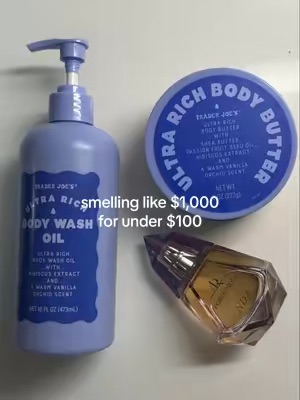 TRADER JOE'S
ULTRA RICH
BODY WASH
OIL
ULTRA RICH
BODY WASH OIL
WITH
HIBISCUS EXTRACT
AND
A WARM VANILLA
ORCHID SCENT
NET 16 FL OZ (473mL)
ULTRA RICH BODY BUTTER
TRADER JOE'S
ULTRA RICH
BODY BUTTER
WITH
SHEA BUTTER,
PASSION FRUIT SEED OIL,
HIBISCUS EXTRACT
AND
A WARM VANILLA
ORCHID SCENT
NET WT.
smelling like $1,000
for under $100